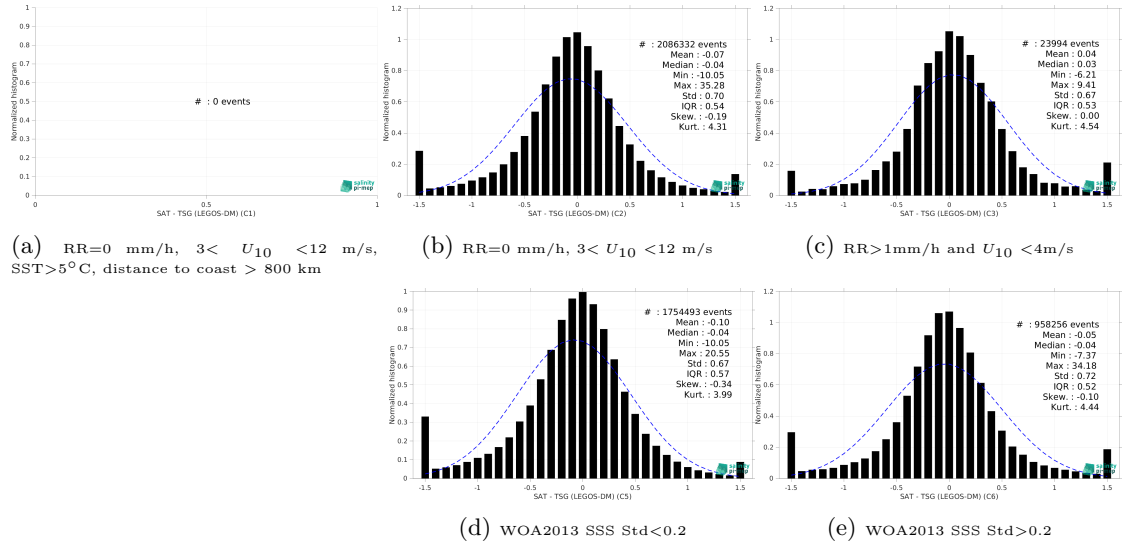 1
0.9
0.8
0.7
0.6
0.5
0.4
0.3
0.2
0.1
0
Normalized histogram
# : 0 events
salinity
pi-mep
0 0.5 1
SAT - TSG (LEGOS-DM) (C1)
(a) RR=0 mm/h, 3< U10 <12 m/s,
SST>5°C, distance to coast > 800 km
1.2
1
0.8
0.6
0.4
0.2
0
Normalized histogram
# : 2086332 events
Mean : -0.07
Median : -0.04
Min : -10.05
Max : 35.28
Std : 0.70
IQR : 0.54
Skew. : -0.19
Kurt. : 4.31
salinity
pi-mep
-1.5 -1 -0.5 0 0.5 1 1.5
SAT - TSG (LEGOS-DM) (C2)
(b) RR=0 mm/h, 3< U10 <12 m/s
1.2
1
0.8
0.6
0.4
0.2
0
Normalized histogram
# : 23994 events
Mean : 0.04
Median : 0.03
Min : -6.21
Max : 9.41
Std : 0.67
IQR : 0.53
Skew. : 0.00
Kurt. : 4.54
salinity
pi-mep
-1.5 -1 -0.5 0 0.5 1 1.5
SAT - TSG (LEGOS-DM) (C3)
(c) RR>1mm/h and U10 <4m/s
1
0.9
0.8
0.7
0.6
0.5
0.4
0.3
0.2
0.1
0
Normalized histogram
# : 1754493 events
Mean : -0.10
Median : -0.04
Min : -10.05
Max : 20.55
Std : 0.67
IQR : 0.57
Skew. : -0.34
Kurt. : 3.99
salinity
pi-mep
-1.5 -1 -0.5 0 0.5 1 1.5
SAT - TSG (LEGOS-DM) (C5)
(d) WOA2013 SSS Std<0.2
1.2
1
0.8
0.6
0.4
0.2
0
Normalized histogram
# : 958256 events
Mean : -0.05
Median : -0.04
Min : -7.37
Max : 34.18
Std : 0.72
IQR : 0.52
Skew. : -0.10
Kurt. : 4.44
salinity
pi-mep
-1.5 -1 -0.5 0 0.5 1 1.5
SAT - TSG (LEGOS-DM) (C6)
(e) WOA2013 SSS Std>0.2